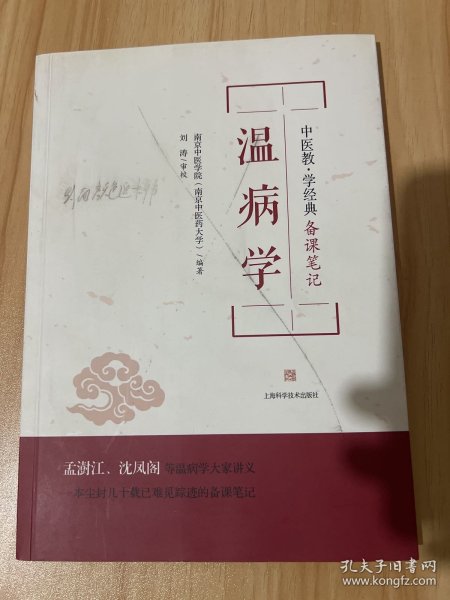 中医教·学经典
备课笔记
温病学
南京中医学院(南京中医药大学)/编著
刘涛/审校
上海科学技术出版社
孟澍江、沈凤阁 等温病学大家讲义
一本尘封几十载已难见踪迹的备课笔记
孔夫子旧书网
www.kongfz.com